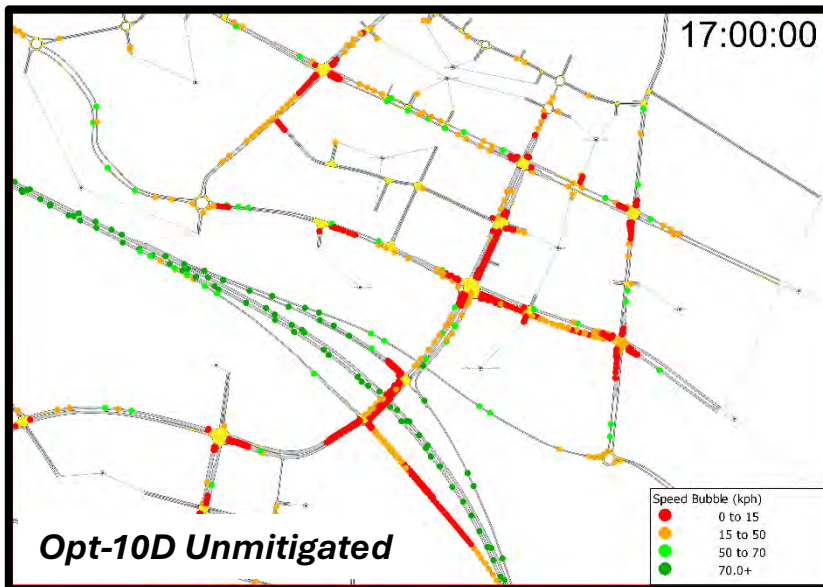 17:00:00
Speed Bubble (kph)
0 to 15
15 to 50
50 to 70
70.0+
Opt-10D Unmitigated